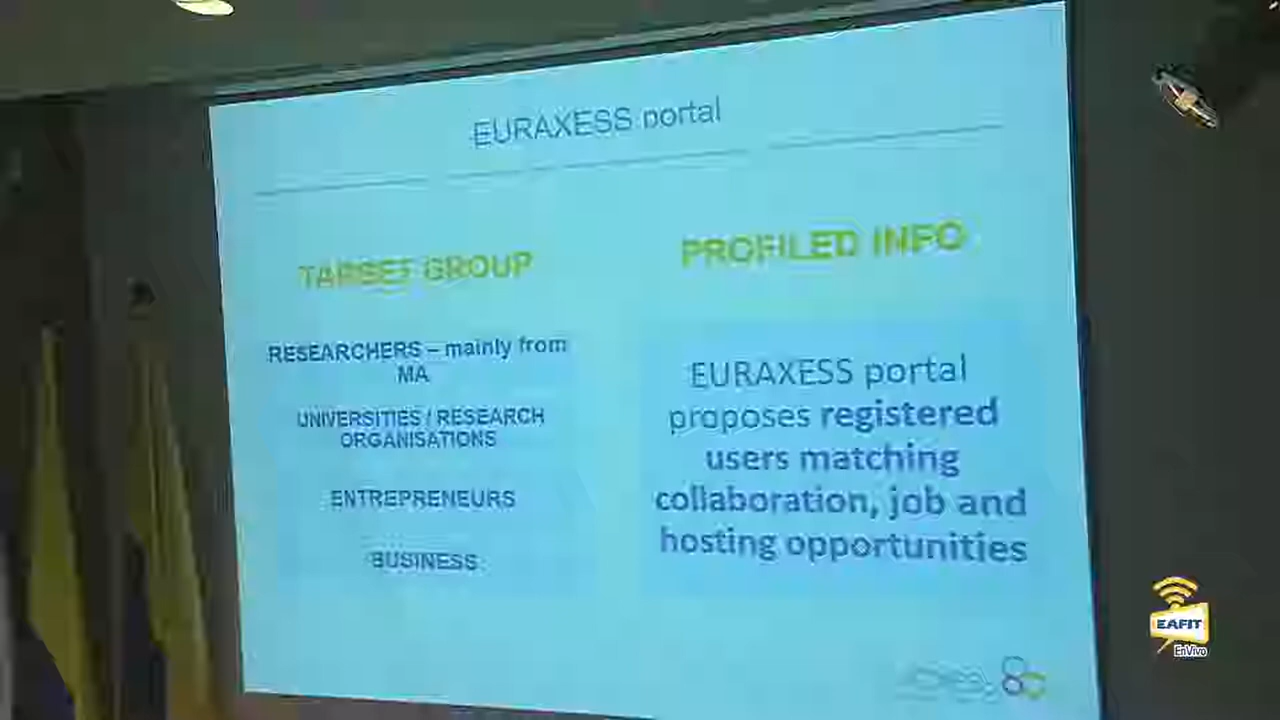 EURAXESS portal
TARGET GROUP
RESEARCHERS – mainly from
MA
UNIVERSITIES / RESEARCH
ORGANISATIONS
ENTREPRENEURS
BUSINESS
PROFILED INFO
EURAXESS portal
proposes registered
users matching
collaboration, job and
hosting opportunities
EAFIT
EnVivo